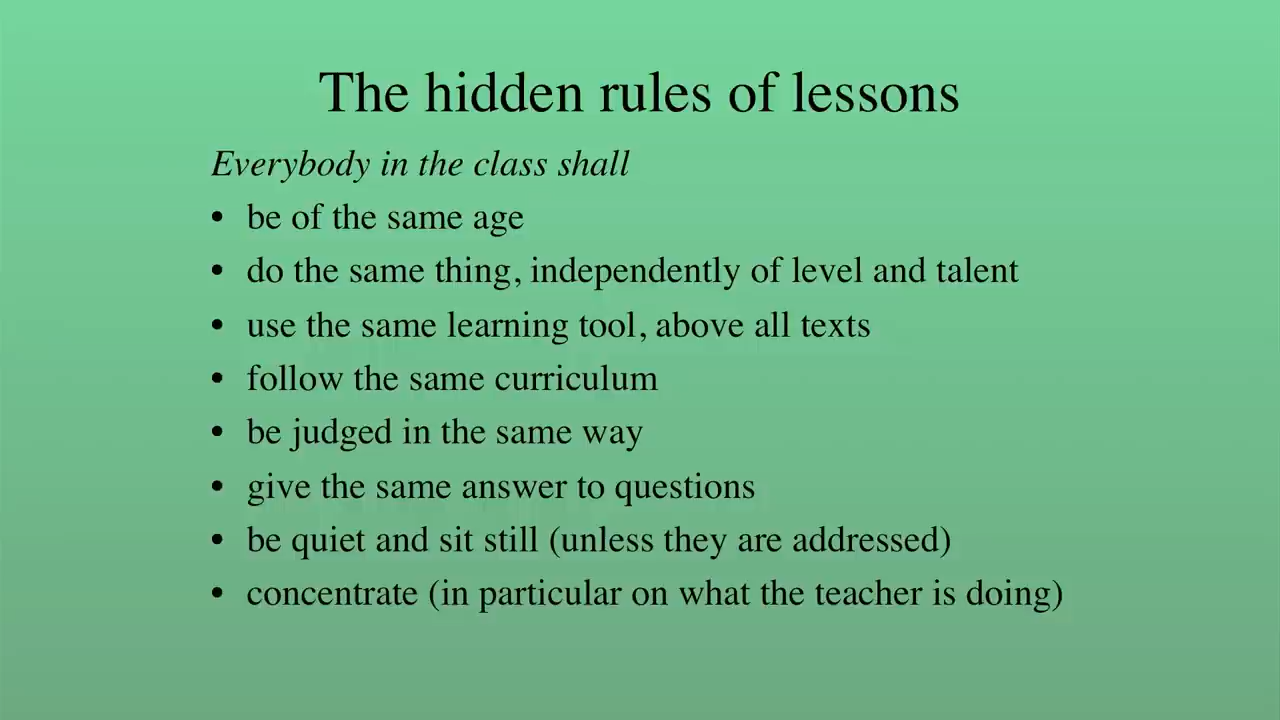 The hidden rules of lessons
Everybody in the class shall
• be of the same age
• do the same thing, independently of level and talent
• use the same learning tool, above all texts
• follow the same curriculum
• be judged in the same way
• give the same answer to questions
• be quiet and sit still (unless they are addressed)
• concentrate (in particular on what the teacher is doing)